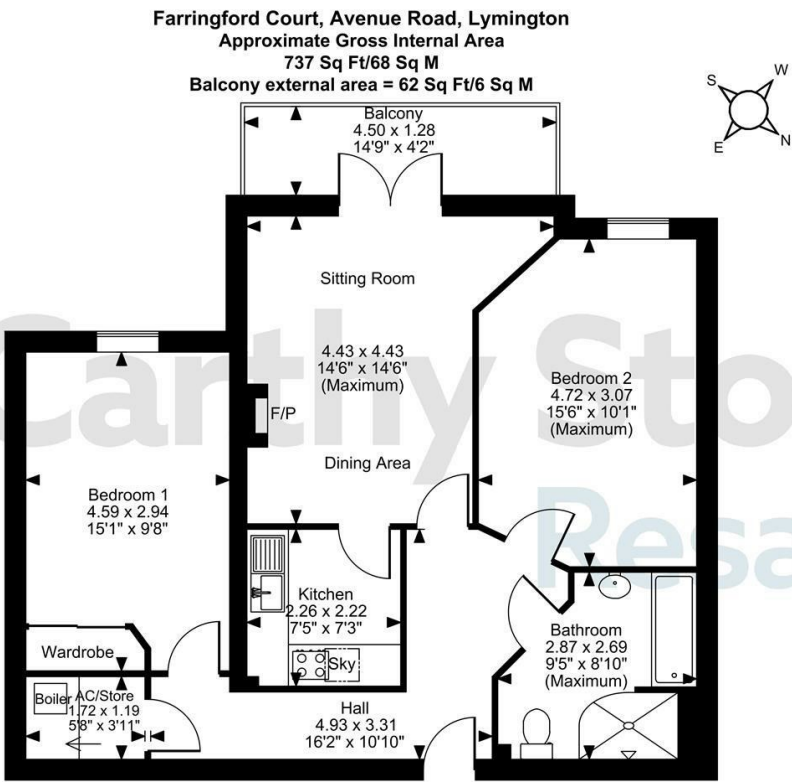 Farringford Court, Avenue Road, Lymington
Approximate Gross Internal Area
737 Sq Ft/68 Sq M
Balcony external area = 62 Sq Ft/6 Sq M
S
W
E
N
Balcony
4.50 x 1.28
14'9" x 4'2"
Sitting Room
4.43 x 4.43
14'6" x 14'6"
(Maximum)
F/P
Dining Area
Bedroom 2
4.72 x 3.07
15'6" x 10'1"
(Maximum)
Bedroom 1
4.59 x 2.94
15'1" x 9'8"
Wardrobe
Kitchen
2.26 x 2.22
7'5" x 7'3"
Sky
Bathroom
2.87 x 2.69
9'5" x 8'10"
(Maximum)
Boiler
AC/Store
1.72 x 1.19
5'8" x 3'11"
Hall
4.93 x 3.31
16'2" x 10'10"
Carthy Sto
Resa